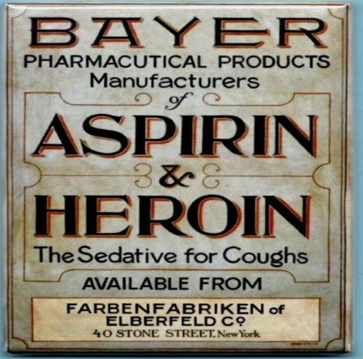 BAYER
PHARMACUTICAL PRODUCTS
Manufacturers
of
ASPIRIN
&
HEROIN
The Sedative for Coughs
AVAILABLE FROM
FARBENFABRIKEN of
ELBERFELD Co
40 STONE STREET, New York